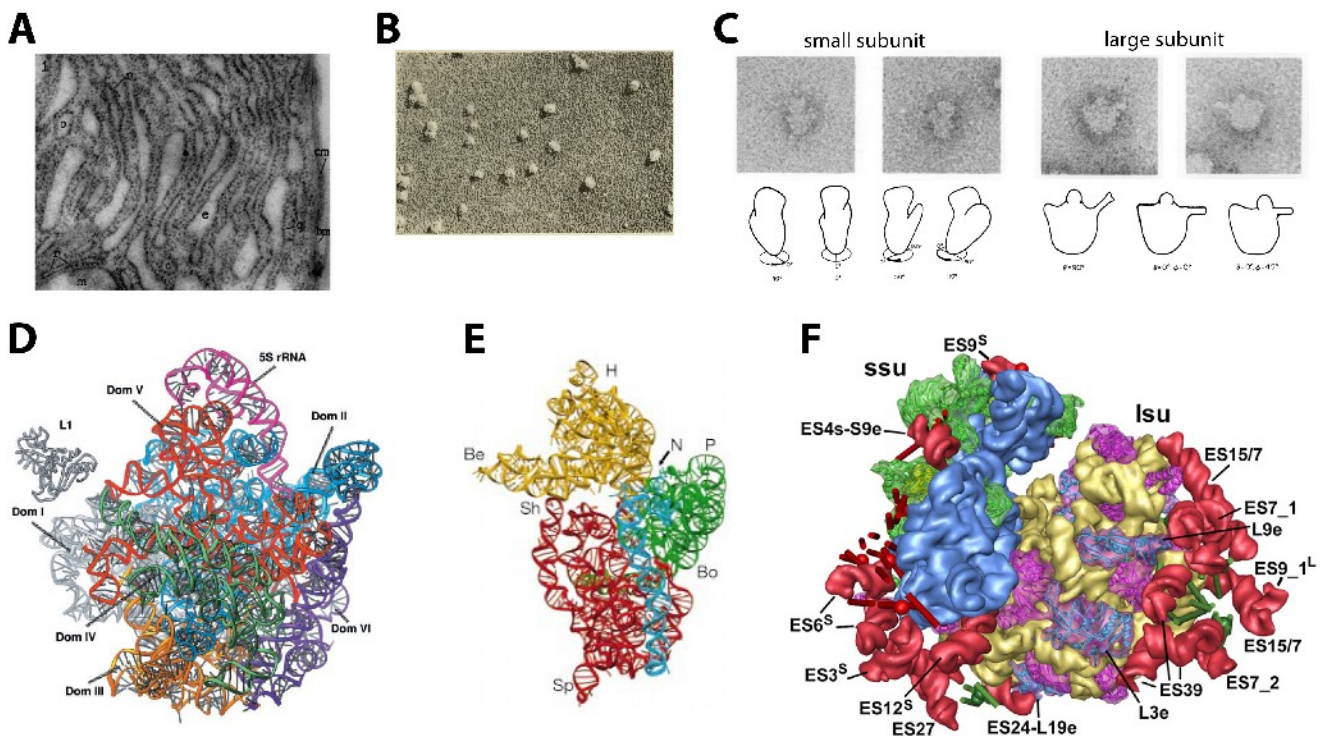 A
B
C
small subunit
large subunit
1
e
m
cm
D
5S rRNA
Dom V
Dom II
L1
Dom I
Dom IV
Dom VI
Dom III
E
H
N
P
Be
Sh
Bo
Sp
F
ES9S
ssu
lsu
ES4s-S9e
ES15/7
ES7_1
L9e
ES9_1L
ES6S
ES15/7
ES3S
ES39
ES7_2
ES12S
L3e
ES27
ES24-L19e